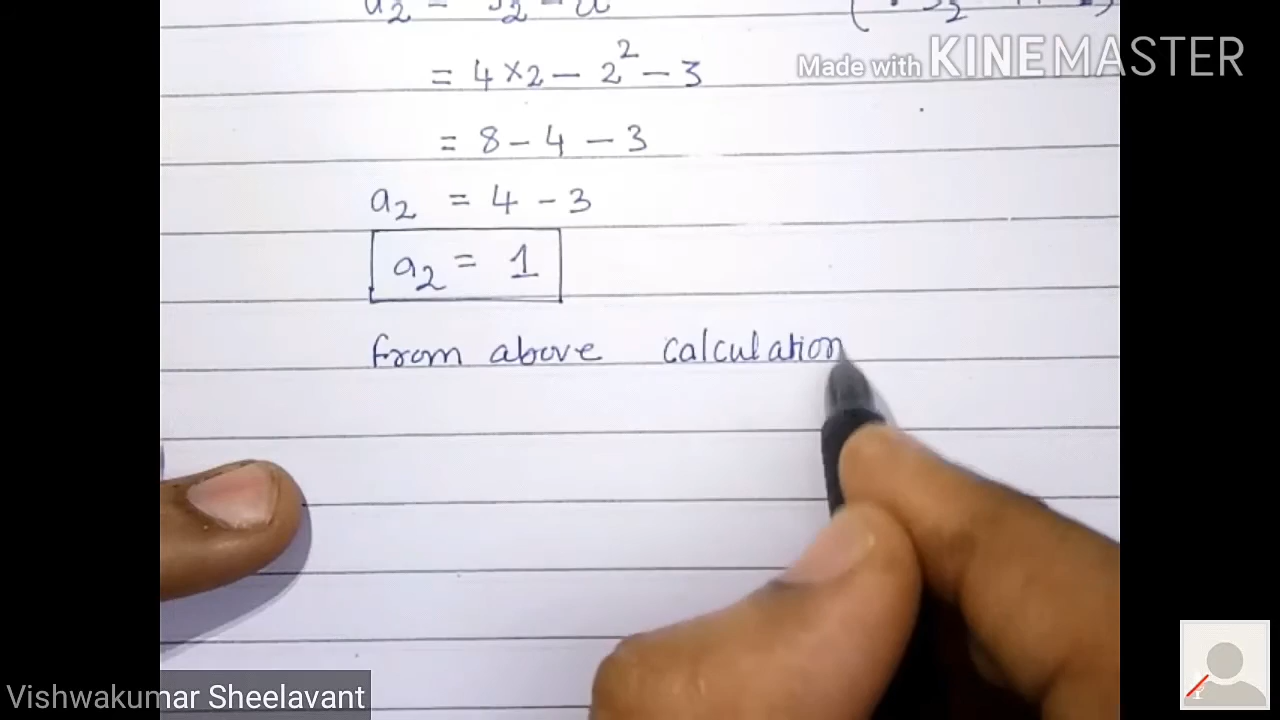 Made with KINEMASTER
= 4 × 2 − 2² − 3
= 8 − 4 − 3
a₂ = 4 − 3
a₂ = 1
from above calculation
Vishwakumar Sheelavant